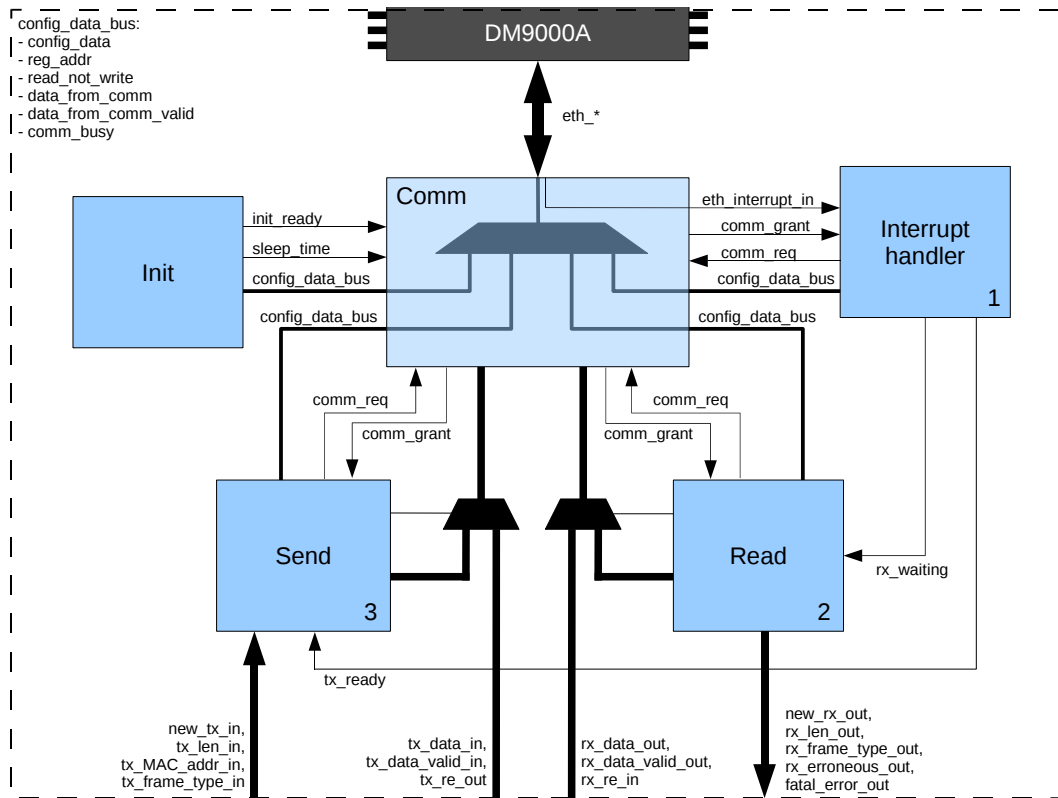 config_data_bus:
- config_data
- reg_addr
- read_not_write
- data_from_comm
- data_from_comm_valid
- comm_busy
DM9000A
eth_*
Comm
Init
init_ready
sleep_time
config_data_bus
config_data_bus
eth_interrupt_in
comm_grant
comm_req
config_data_bus
config_data_bus
Interrupt
handler
1
comm_req
comm_grant
comm_req
comm_grant
Send
3
Read
2
rx_waiting
tx_ready
new_tx_in,
tx_len_in,
tx_MAC_addr_in,
tx_frame_type_in
tx_data_in,
tx_data_valid_in,
tx_re_out
rx_data_out,
rx_data_valid_out,
rx_re_in
new_rx_out,
rx_len_out,
rx_frame_type_out,
rx_erroneous_out,
fatal_error_out